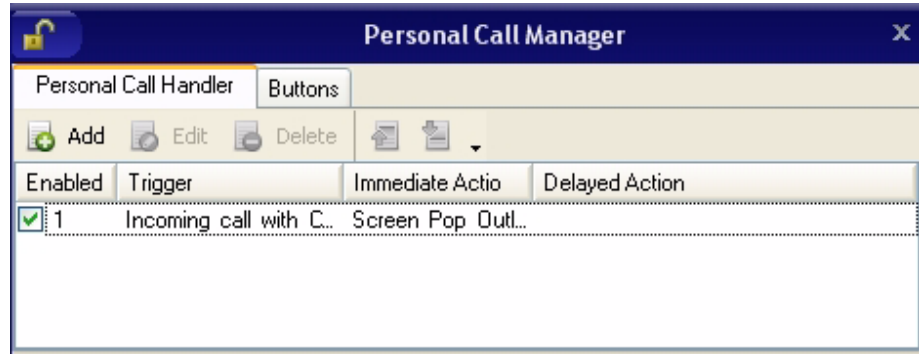 Personal Call Manager x
Personal Call Handler Buttons
Add Edit Delete
Enabled Trigger Immediate Actio Delayed Action
1 Incoming call with C... Screen Pop Outl...